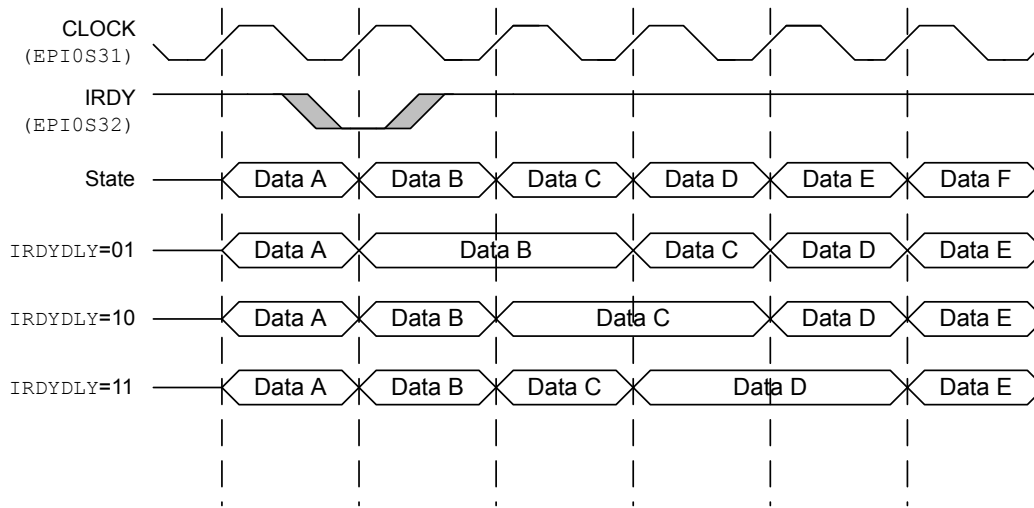 CLOCK
(EPI0S31)
IRDY
(EPI0S32)
State Data A Data B Data C Data D Data E Data F
IRDYDLY=01 Data A Data B Data C Data D Data E
IRDYDLY=10 Data A Data B Data C Data D Data E
IRDYDLY=11 Data A Data B Data C Data D Data E